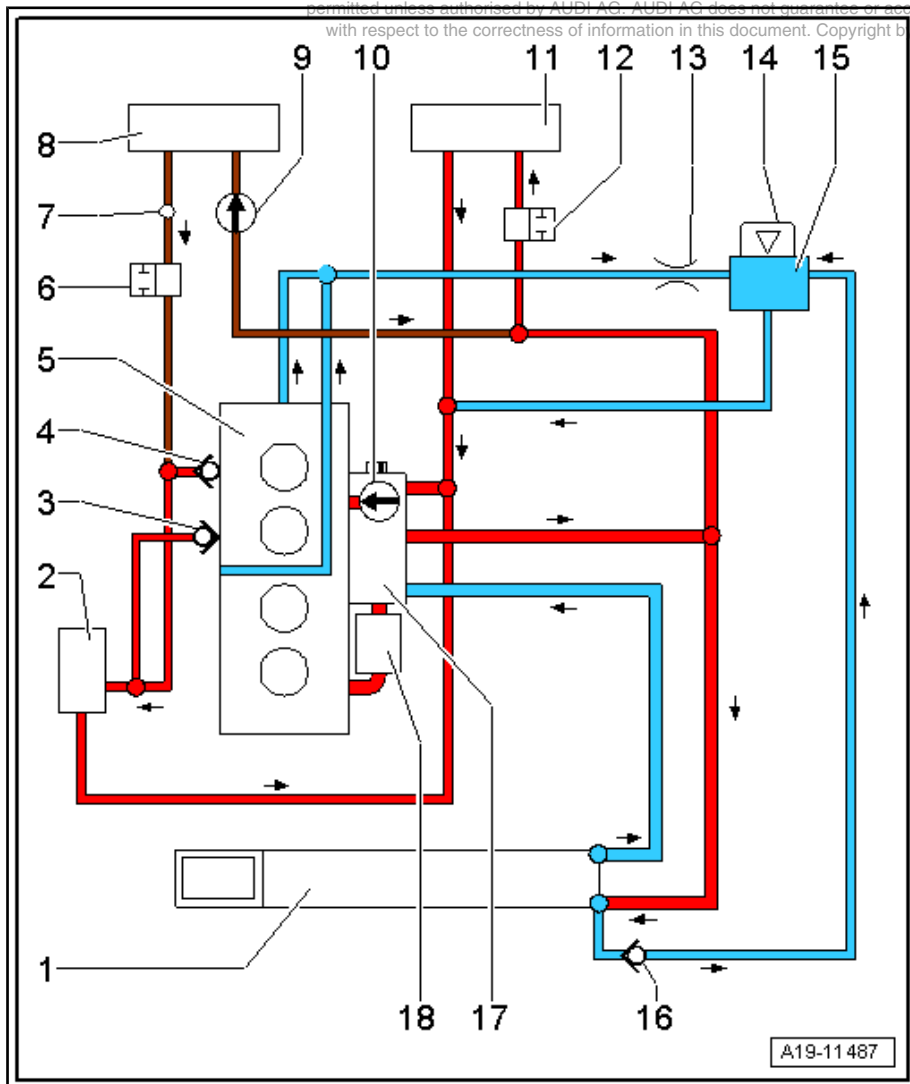 permitted unless authorised by AUDI AG. AUDI AG does not guarantee or acc
with respect to the correctness of information in this document. Copyright b
9 10 11 12 13 14 15
8
7
6
5
4
3
2
1
18 17 16
A19-11487